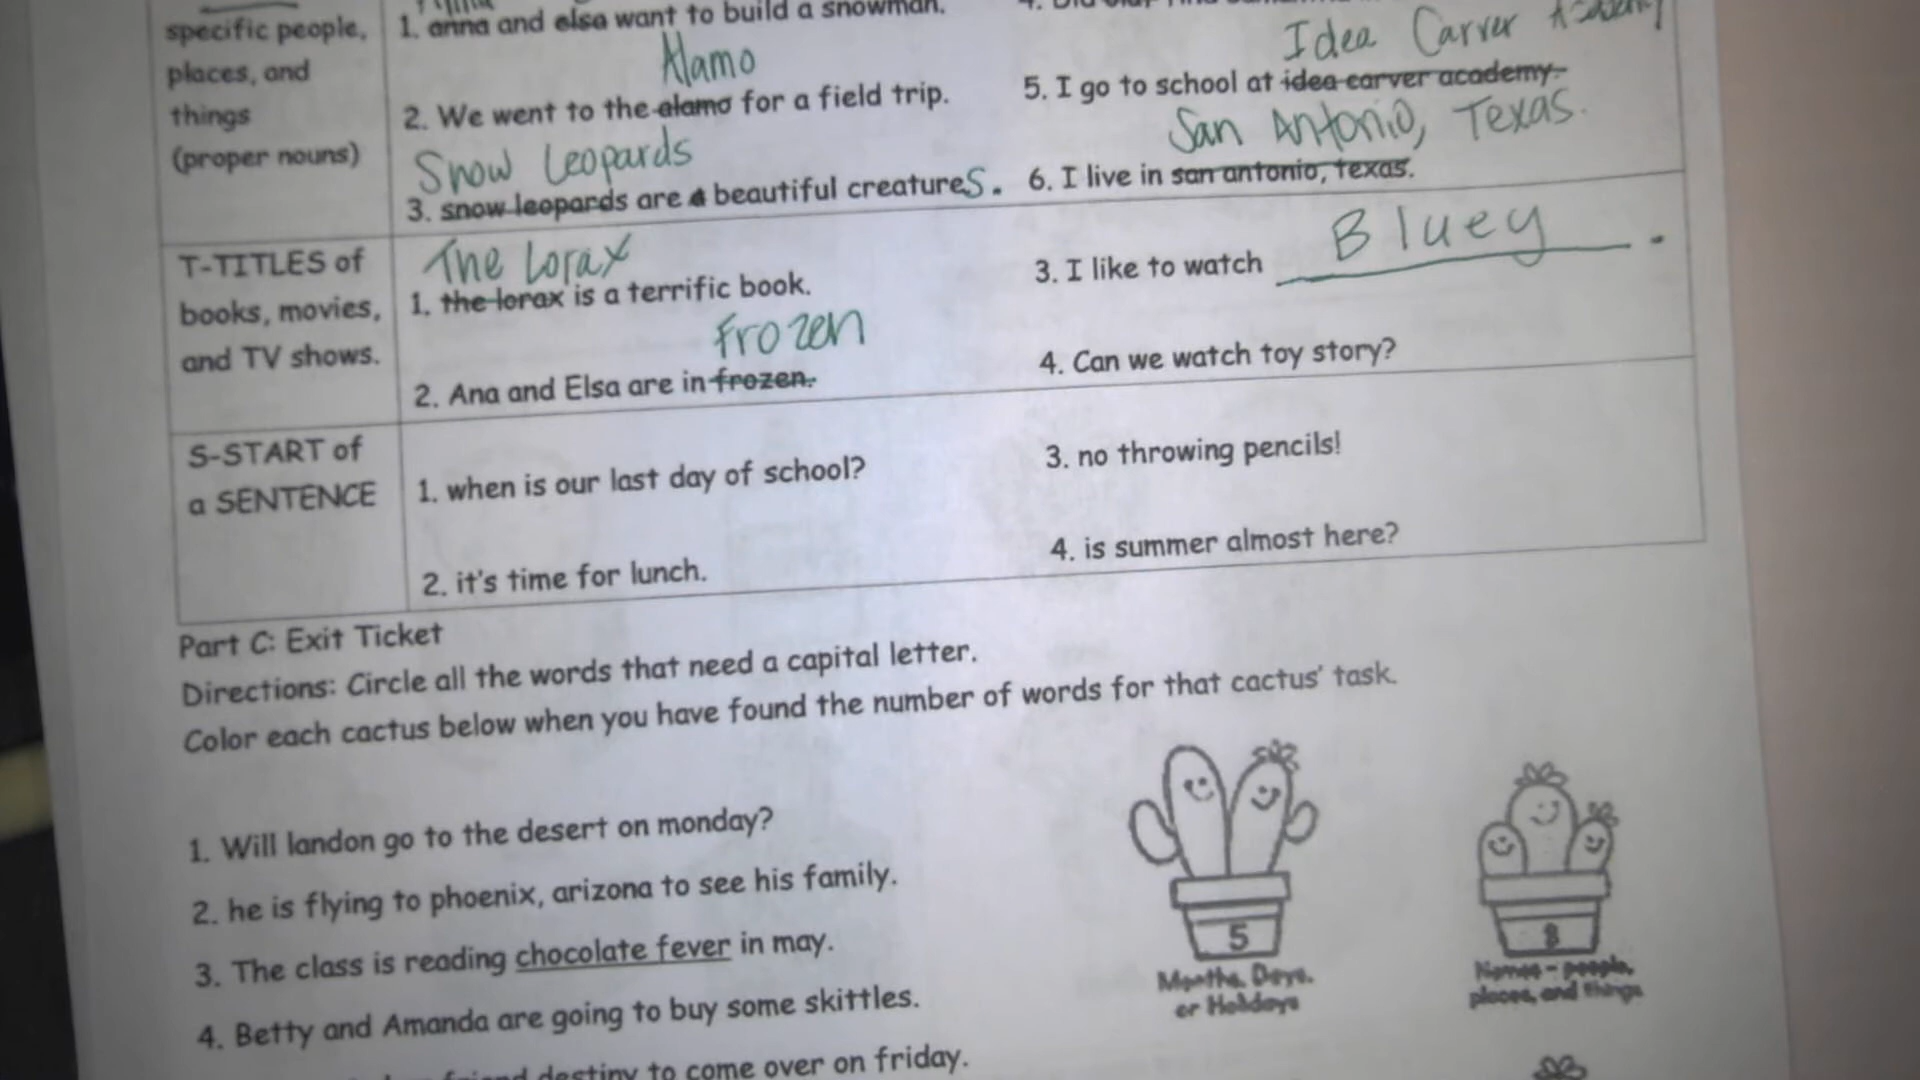 specific people,
places, and
things
(proper nouns)
1. anna and elsa want to build a snowman.
Alamo
2. We went to the alamo for a field trip.
Snow Leopards
3. snow leopards are beautiful creatures.
Idea Carver Academy
5. I go to school at idea carver academy.
San Antonio, Texas.
6. I live in san antonio, texas.
T-TITLES of
books, movies,
and TV shows.
The Lorax
1. the lorax is a terrific book.
Frozen
2. Ana and Elsa are in frozen.
3. I like to watch Bluey.
4. Can we watch toy story?
S-START of
a SENTENCE
1. when is our last day of school?
2. it's time for lunch.
3. no throwing pencils!
4. is summer almost here?
Part C: Exit Ticket
Directions: Circle all the words that need a capital letter.
Color each cactus below when you have found the number of words for that cactus' task.
1. Will landon go to the desert on monday?
2. he is flying to phoenix, arizona to see his family.
3. The class is reading chocolate fever in may.
4. Betty and Amanda are going to buy some skittles.
friend destiny to come over on friday.
5
Months, Days,
or Holidays
8
Names - people,
places, and things